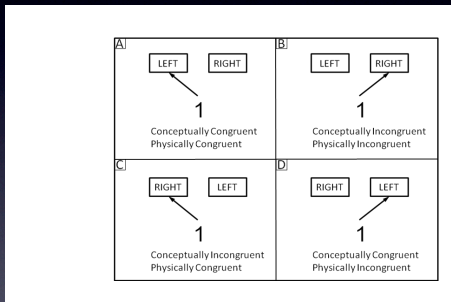 A
LEFT RIGHT
1
Conceptually Congruent
Physically Congruent
B
LEFT RIGHT
1
Conceptually Incongruent
Physically Incongruent
C
RIGHT LEFT
1
Conceptually Incongruent
Physically Congruent
D
RIGHT LEFT
1
Conceptually Congruent
Physically Incongruent